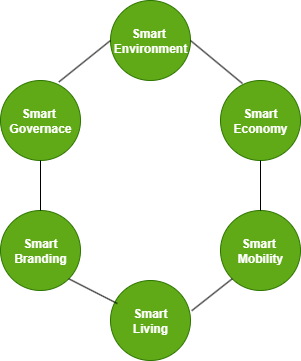 Smart
Environment
Smart
Governace
Smart
Economy
Smart
Branding
Smart
Mobility
Smart
Living